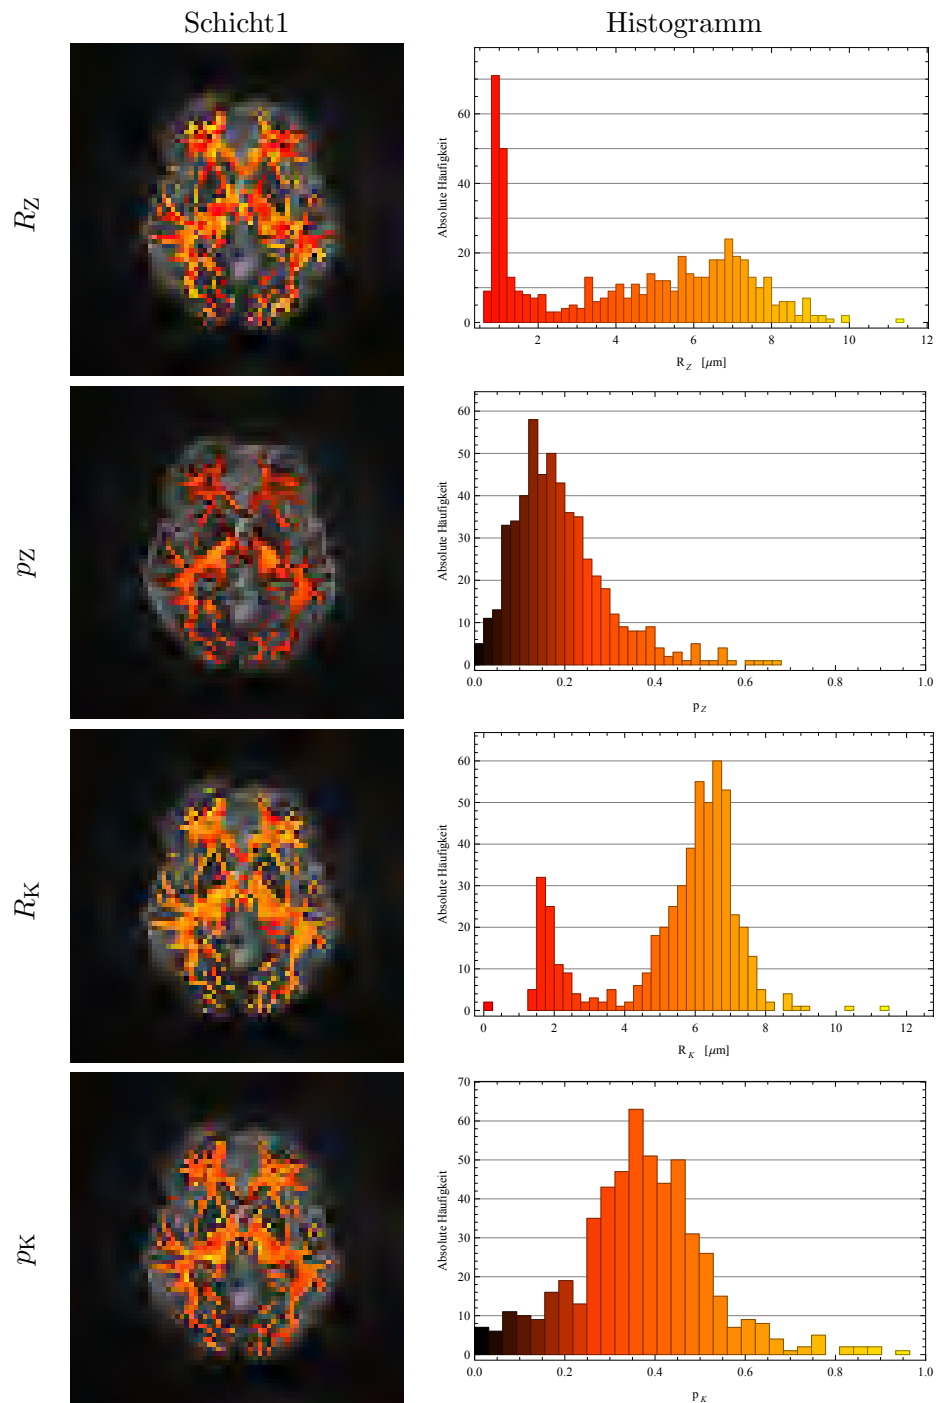 Schicht1 Histogramm
R_Z
Absolute Häufigkeit
60
40
20
0
2 4 6 8 10 12
R_Z [μm]
p_Z
Absolute Häufigkeit
60
50
40
30
20
10
0
0.0 0.2 0.4 0.6 0.8 1.0
p_Z
R_K
Absolute Häufigkeit
60
50
40
30
20
10
0
0 2 4 6 8 10 12
R_K [μm]
p_K
Absolute Häufigkeit
70
60
50
40
30
20
10
0
0.0 0.2 0.4 0.6 0.8 1.0
p_K